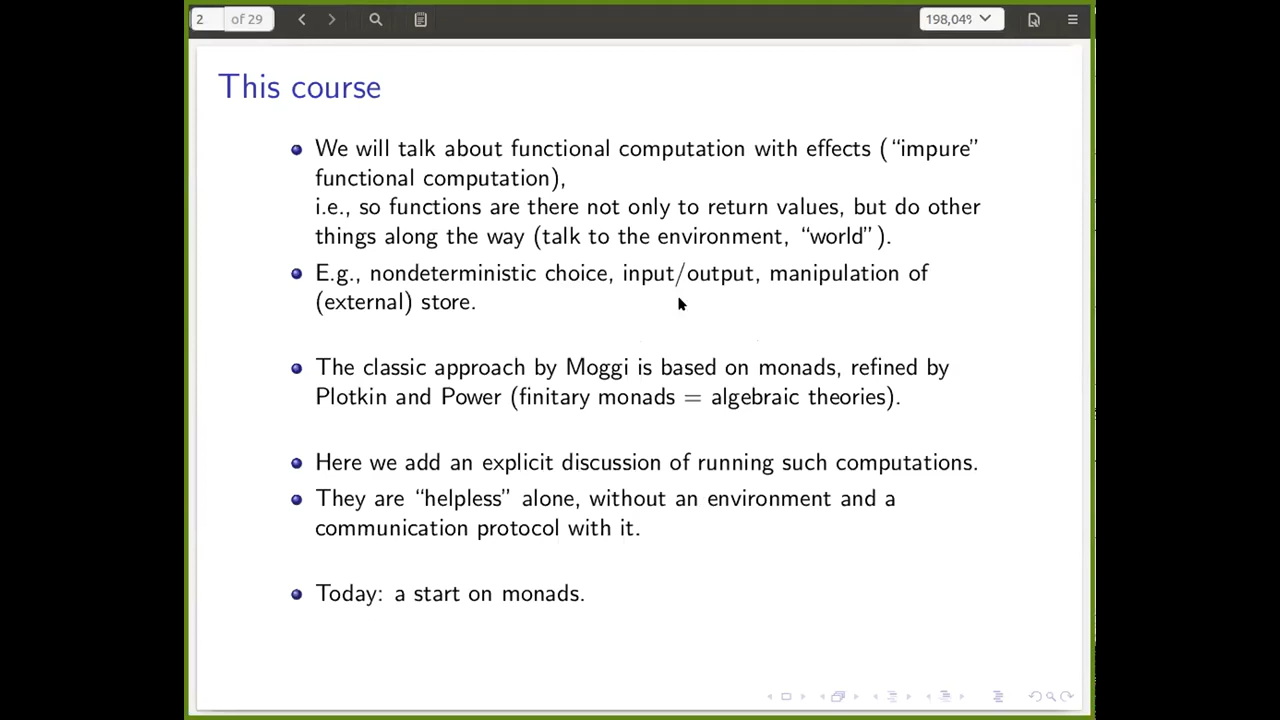 2 of 29
198,04%
This course
We will talk about functional computation with effects (“impure”
functional computation),
i.e., so functions are there not only to return values, but do other
things along the way (talk to the environment, “world”).
E.g., nondeterministic choice, input/output, manipulation of
(external) store.
The classic approach by Moggi is based on monads, refined by
Plotkin and Power (finitary monads = algebraic theories).
Here we add an explicit discussion of running such computations.
They are “helpless” alone, without an environment and a
communication protocol with it.
Today: a start on monads.